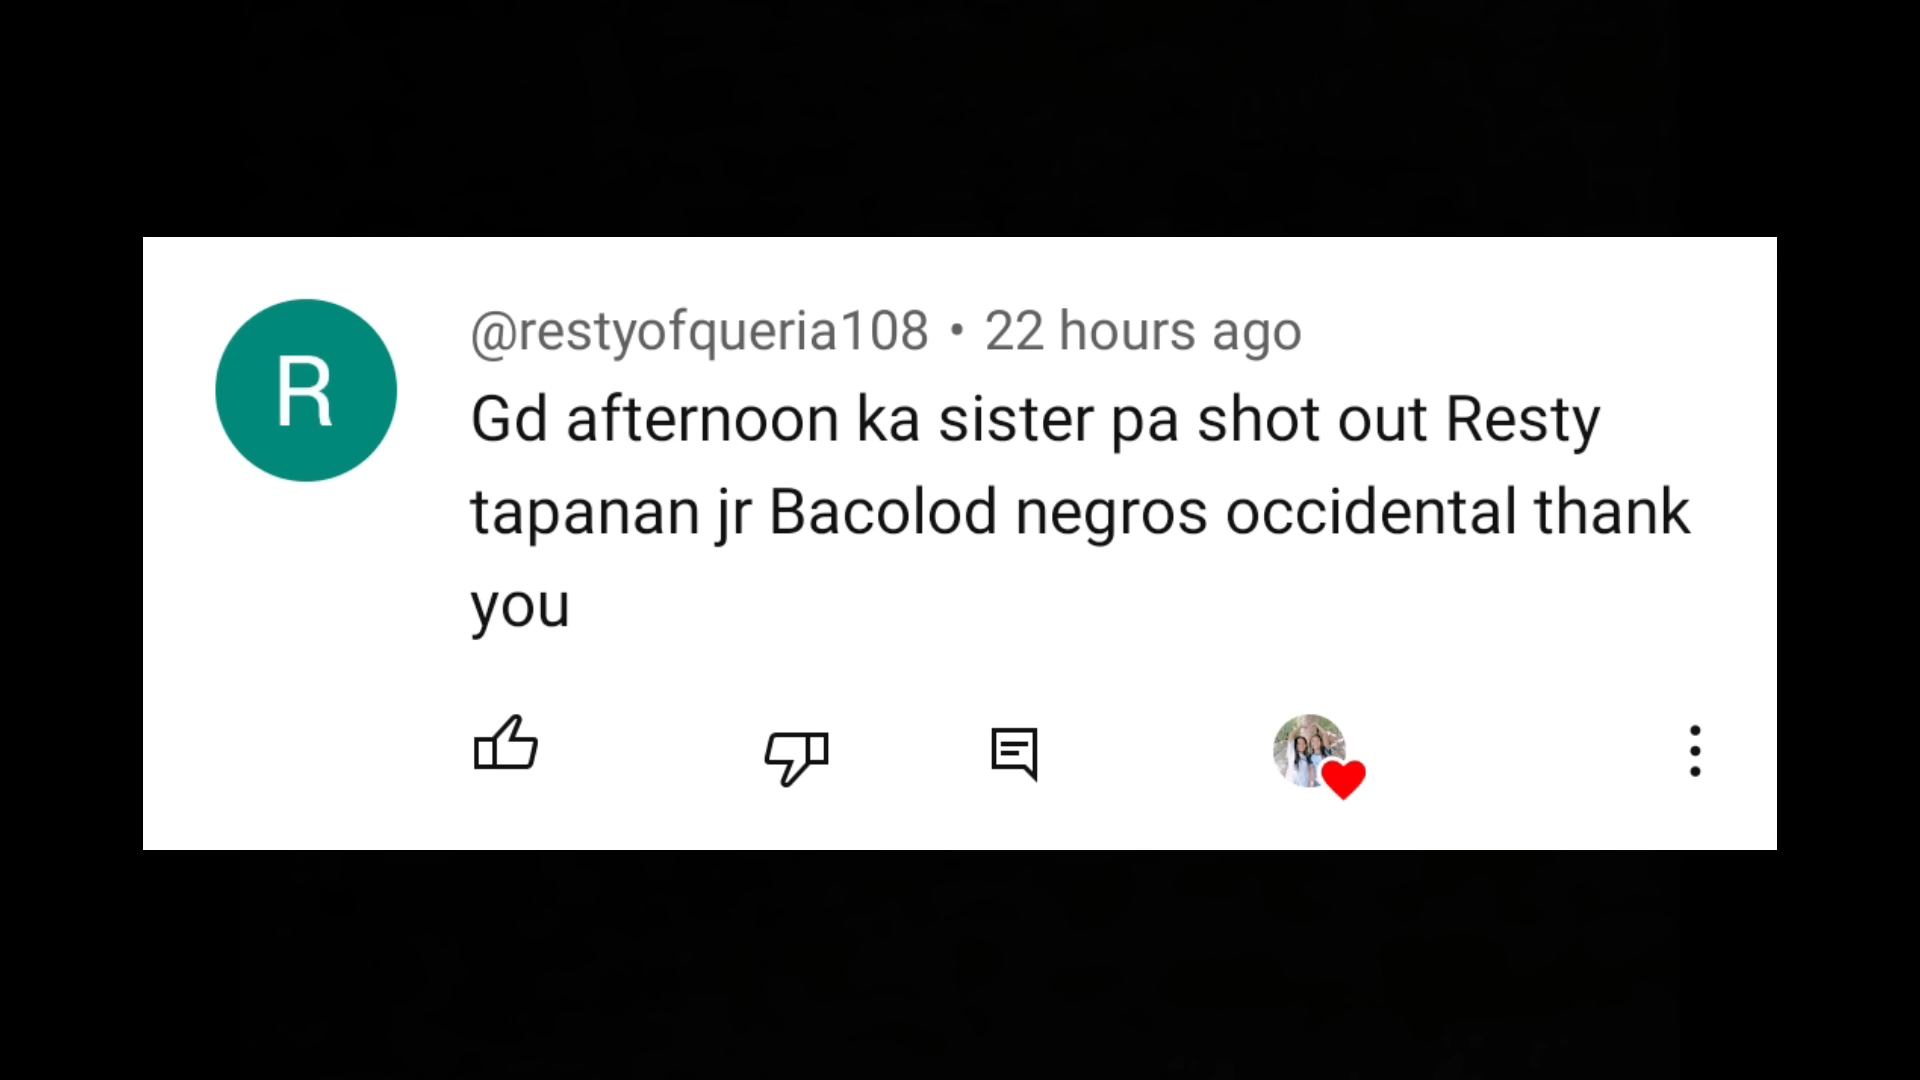 R
@restyofqueria108 • 22 hours ago
Gd afternoon ka sister pa shot out Resty
tapanan jr Bacolod negros occidental thank
you